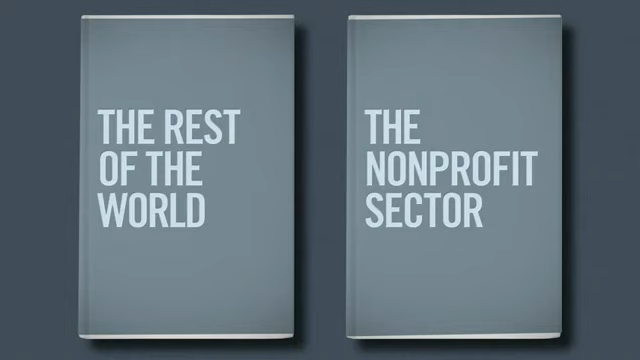 THE REST
OF THE
WORLD
THE
NONPROFIT
SECTOR